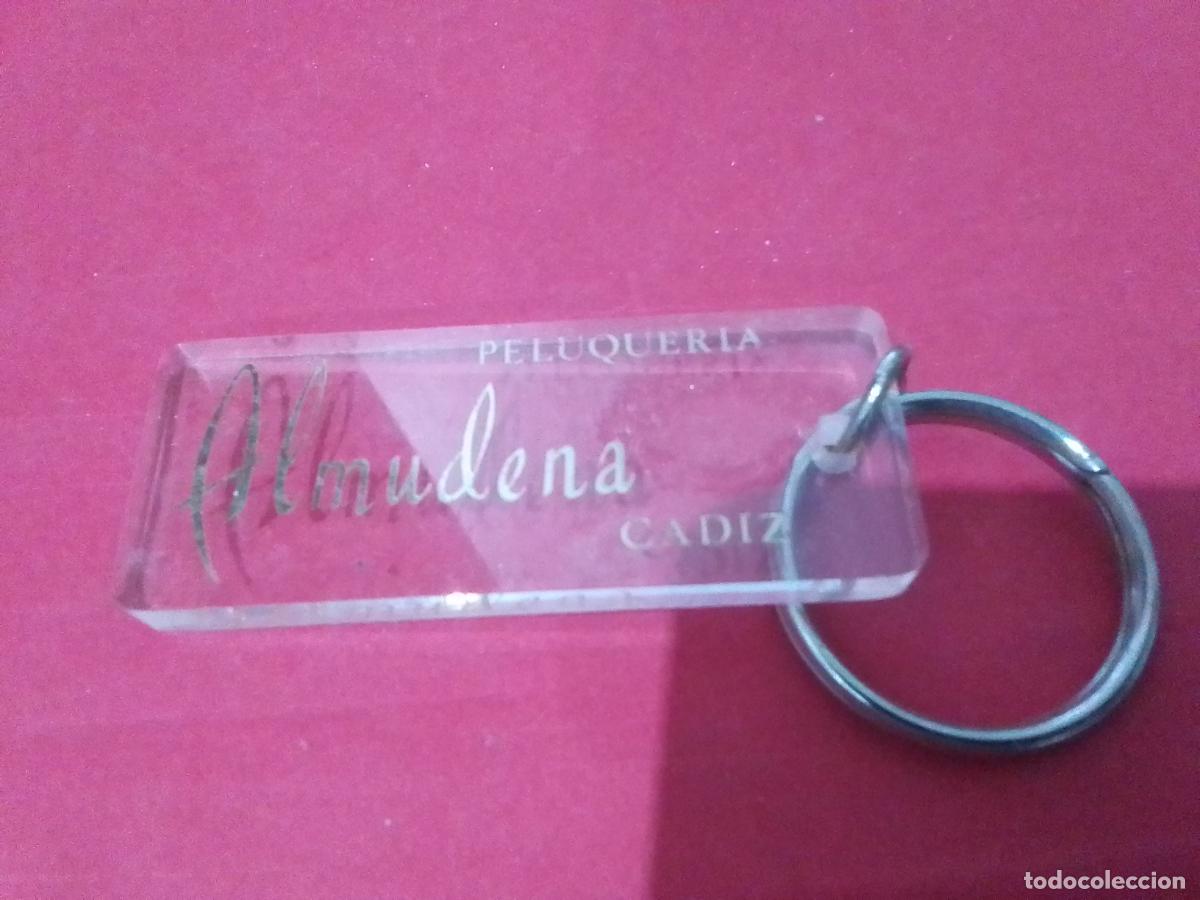 PELUQUERIA
Almudena
CADIZ
todocoleccion